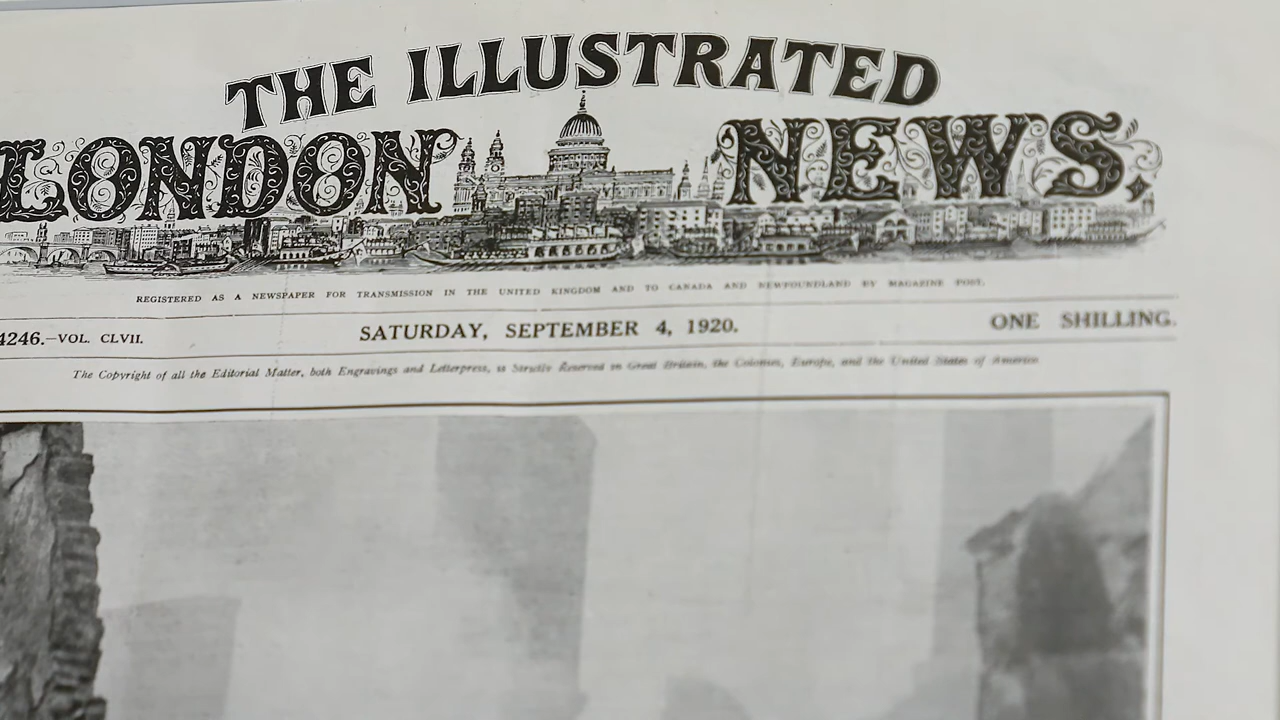 THE ILLUSTRATED
LONDON NEWS.
REGISTERED AS A NEWSPAPER FOR TRANSMISSION IN THE UNITED KINGDOM AND TO CANADA AND NEWFOUNDLAND BY MAGAZINE POST.
4246.—VOL. CLVII. SATURDAY, SEPTEMBER 4, 1920. ONE SHILLING.
The Copyright of all the Editorial Matter, both Engravings and Letterpress, is Strictly Reserved in Great Britain, the Colonies, Europe, and the United States of America